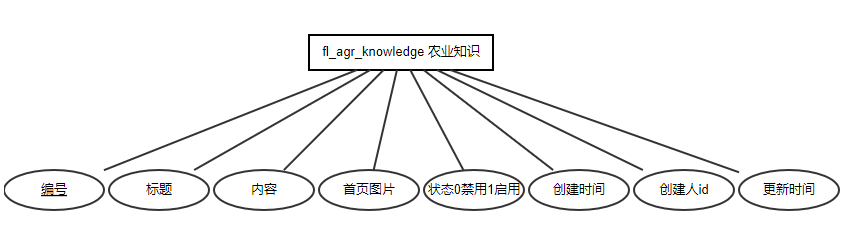 fl_agr_knowledge 农业知识
编号
标题
内容
首页图片
状态0禁用1启用
创建时间
创建人id
更新时间